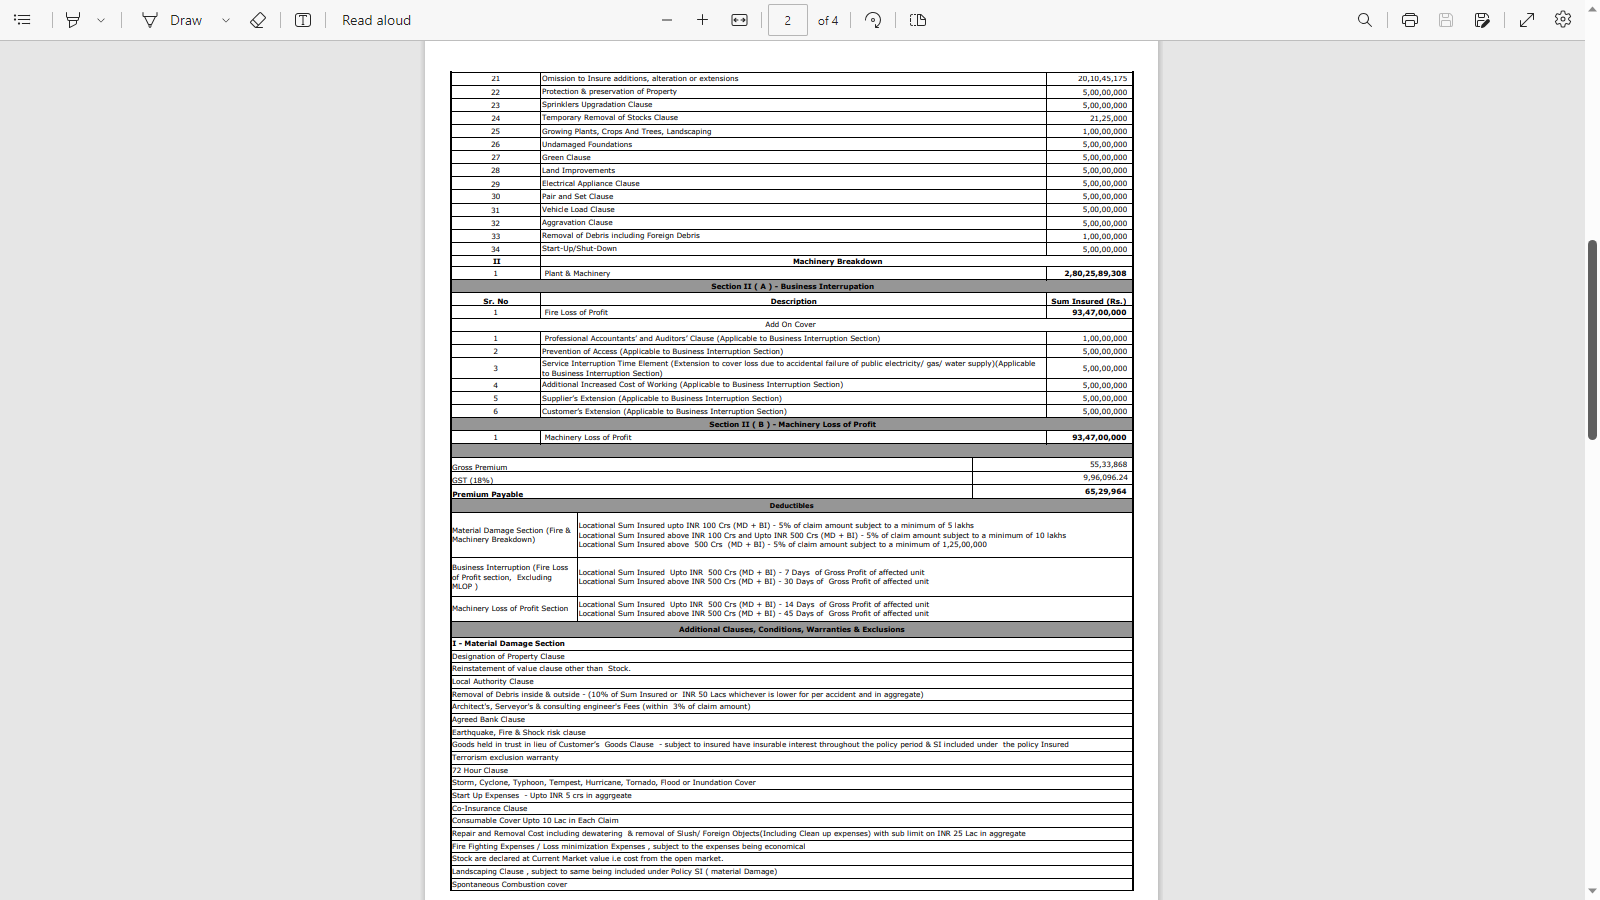 Draw
Read aloud
2 of 4
21 Omission to Insure additions, alteration or extensions 20,10,45,175
22 Protection & preservation of Property 5,00,00,000
23 Sprinklers Upgradation Clause 5,00,00,000
24 Temporary Removal of Stocks Clause 21,25,000
25 Growing Plants, Crops And Trees, Landscaping 1,00,00,000
26 Undamaged Foundations 5,00,00,000
27 Green Clause 5,00,00,000
28 Land Improvements 5,00,00,000
29 Electrical Appliance Clause 5,00,00,000
30 Pair and Set Clause 5,00,00,000
31 Vehicle Load Clause 5,00,00,000
32 Aggravation Clause 5,00,00,000
33 Removal of Debris including Foreign Debris 1,00,00,000
34 Start-Up/Shut-Down 5,00,00,000
II Machinery Breakdown
1 Plant & Machinery 2,80,25,89,308
Section II ( A ) - Business Interrupation
Sr. No Description Sum Insured (Rs.)
1 Fire Loss of Profit 93,47,00,000
Add On Cover
1 Professional Accountants' and Auditors' Clause (Applicable to Business Interruption Section) 1,00,00,000
2 Prevention of Access (Applicable to Business Interruption Section) 5,00,00,000
3 Service Interruption Time Element (Extension to cover loss due to accidental failure of public electricity/ gas/ water supply)(Applicable
to Business Interruption Section) 5,00,00,000
4 Additional Increased Cost of Working (Applicable to Business Interruption Section) 5,00,00,000
5 Supplier's Extension (Applicable to Business Interruption Section) 5,00,00,000
6 Customer's Extension (Applicable to Business Interruption Section) 5,00,00,000
Section II ( B ) - Machinery Loss of Profit
1 Machinery Loss of Profit 93,47,00,000
Gross Premium 55,33,868
GST (18%) 9,96,096.24
Premium Payable 65,29,964
Deductibles
Material Damage Section (Fire &
Machinery Breakdown)
Locational Sum Insured upto INR 100 Crs (MD + BI) - 5% of claim amount subject to a minimum of 5 lakhs
Locational Sum Insured above INR 100 Crs and Upto INR 500 Crs (MD + BI) - 5% of claim amount subject to a minimum of 10 lakhs
Locational Sum Insured above 500 Crs (MD + BI) - 5% of claim amount subject to a minimum of 1,25,00,000
Business Interruption (Fire Loss
of Profit section, Excluding
MLOP )
Locational Sum Insured Upto INR 500 Crs (MD + BI) - 7 Days of Gross Profit of affected unit
Locational Sum Insured above INR 500 Crs (MD + BI) - 30 Days of Gross Profit of affected unit
Machinery Loss of Profit Section
Locational Sum Insured Upto INR 500 Crs (MD + BI) - 14 Days of Gross Profit of affected unit
Locational Sum Insured above INR 500 Crs (MD + BI) - 45 Days of Gross Profit of affected unit
Additional Clauses, Conditions, Warranties & Exclusions
I - Material Damage Section
Designation of Property Clause
Reinstatement of value clause other than Stock.
Local Authority Clause
Removal of Debris inside & outside - (10% of Sum Insured or INR 50 Lacs whichever is lower for per accident and in aggregate)
Architect's, Serveyor's & consulting engineer's Fees (within 3% of claim amount)
Agreed Bank Clause
Earthquake, Fire & Shock risk clause
Goods held in trust in lieu of Customer's Goods Clause - subject to insured have insurable interest throughout the policy period & SI included under the policy Insured
Terrorism exclusion warranty
72 Hour Clause
Storm, Cyclone, Typhoon, Tempest, Hurricane, Tornado, Flood or Inundation Cover
Start Up Expenses - Upto INR 5 crs in aggrgeate
Co-Insurance Clause
Consumable Cover Upto 10 Lac in Each Claim
Repair and Removal Cost including dewatering & removal of Slush/ Foreign Objects(Including Clean up expenses) with sub limit on INR 25 Lac in aggregate
Fire Fighting Expenses / Loss minimization Expenses , subject to the expenses being economical
Stock are declared at Current Market value i.e cost from the open market.
Landscaping Clause , subject to same being included under Policy SI ( material Damage)
Spontaneous Combustion cover